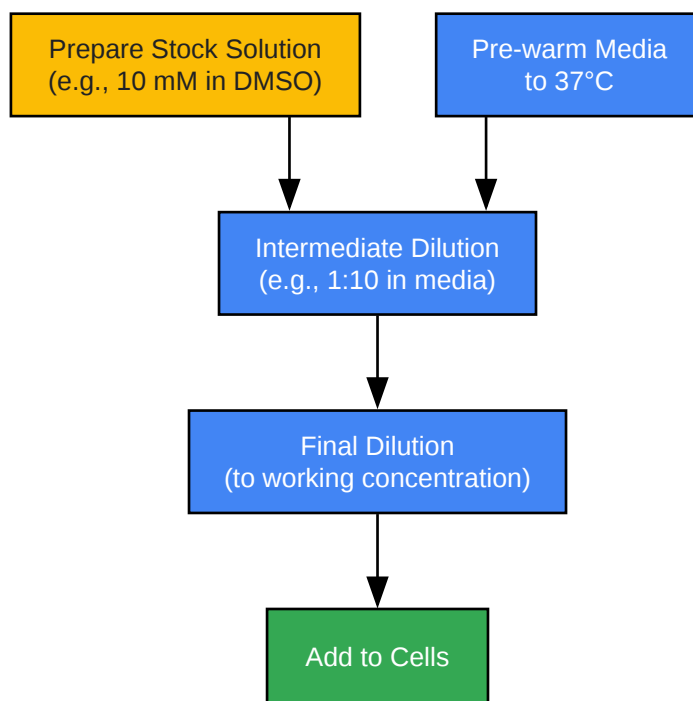 Prepare Stock Solution
(e.g., 10 mM in DMSO)
Pre-warm Media
to 37°C
Intermediate Dilution
(e.g., 1:10 in media)
Final Dilution
(to working concentration)
Add to Cells